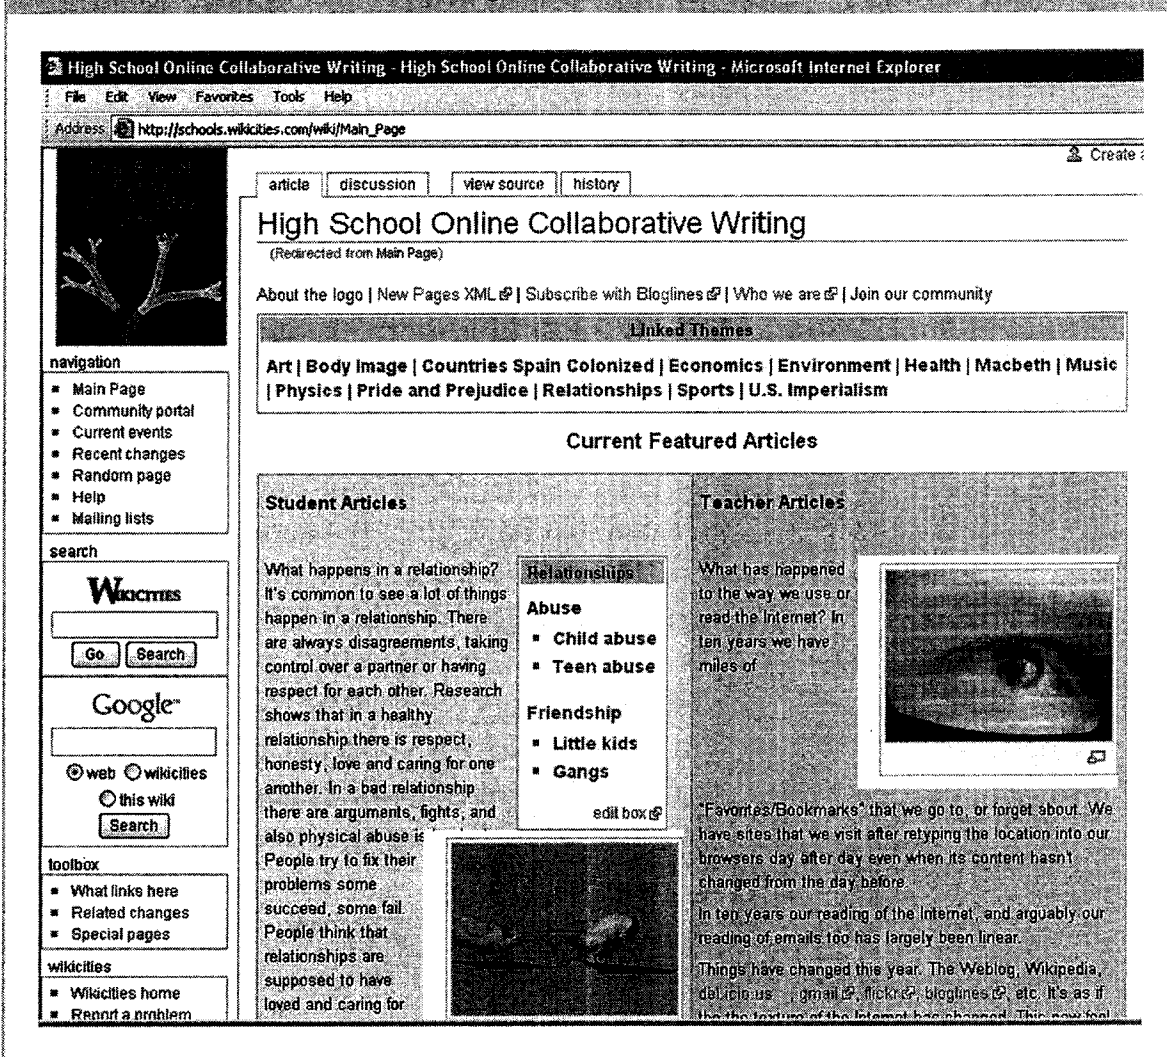 High School Online Collaborative Writing - High School Online Collaborative Writing - Microsoft Internet Explorer
File Edit View Favorites Tools Help
Address http://schools.wikicities.com/wiki/Main_Page
Create
article discussion view source history
High School Online Collaborative Writing
(Redirected from Main Page)
About the logo | New Pages XML | Subscribe with Bloglines | Who we are | Join our community
Linked Themes
Art | Body Image | Countries Spain Colonized | Economics | Environment | Health | Macbeth | Music
| Physics | Pride and Prejudice | Relationships | Sports | U.S. Imperialism
Current Featured Articles
navigation
Main Page
Community portal
Current events
Recent changes
Random page
Help
Mailing lists
search
WIKICITIES
Go Search
Google
web wikicities
this wiki
Search
toolbox
What links here
Related changes
Special pages
wikicities
Wikicities home
Report a problem
Student Articles
What happens in a relationship?
It's common to see a lot of things
happen in a relationship. There
are always disagreements, taking
control over a partner or having
respect for each other. Research
shows that in a healthy
relationship there is respect,
honesty, love and caring for one
another. In a bad relationship
there are arguments, fights, and
also physical abuse is
People try to fix their
problems some
succeed, some fail.
People think that
relationships are
supposed to have
loved and caring for
Relationships
Abuse
Child abuse
Teen abuse
Friendship
Little kids
Gangs
edit box
Teacher Articles
What has happened
to the way we use or
read the Internet? In
ten years we have
miles of
"Favorites/Bookmarks" that we go to, or forget about. We
have sites that we visit after retyping the location into our
browsers day after day even when its content hasn't
changed from the day before.
In ten years our reading of the Internet, and arguably our
reading of emails too has largely been linear.
Things have changed this year. The Weblog, Wikipedia,
del.icio.us gmail, flickr, bloglines, etc. It's as if
the the texture of the Internet has changed. This new feel